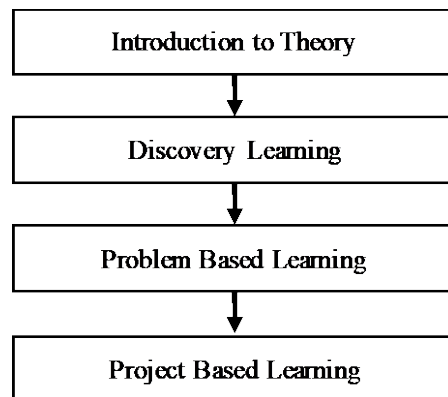 Introduction to Theory
Discovery Learning
Problem Based Learning
Project Based Learning